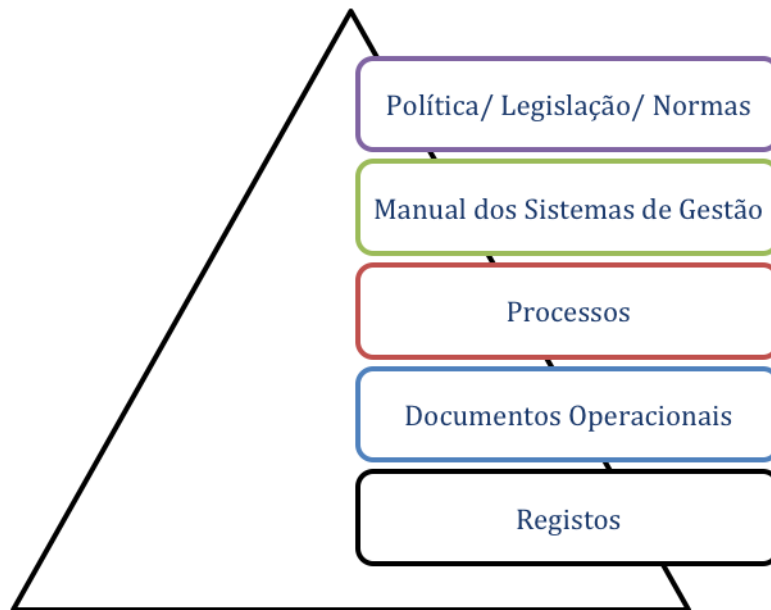 Política/ Legislação/ Normas
Manual dos Sistemas de Gestão
Processos
Documentos Operacionais
Registos